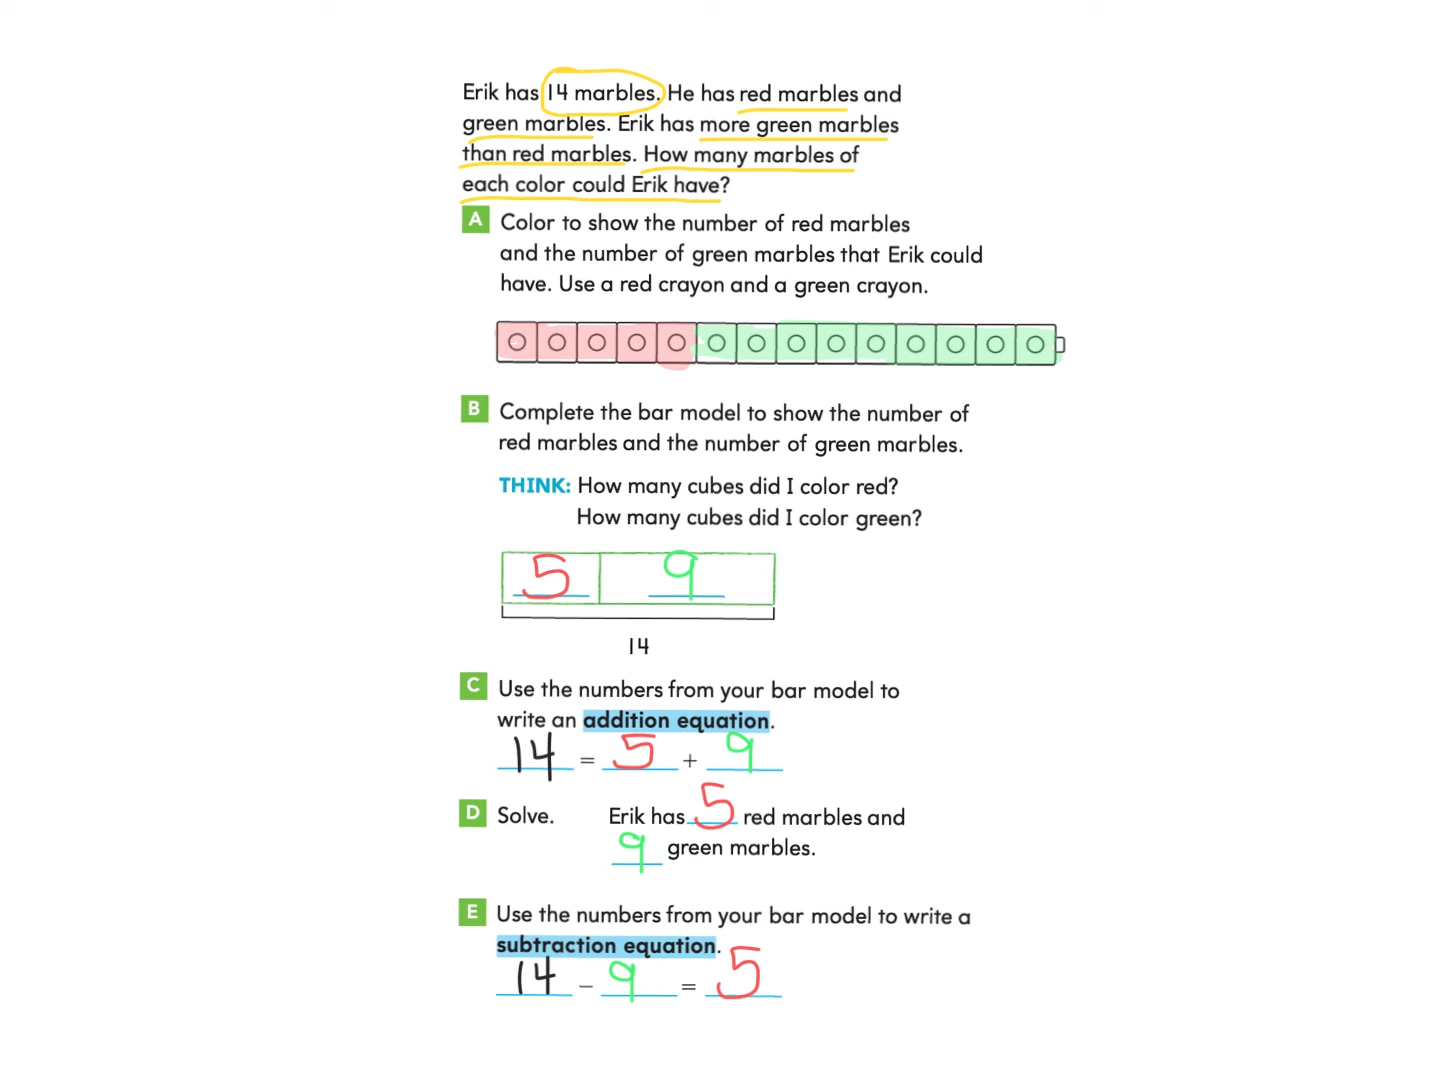 Erik has 14 marbles. He has red marbles and
green marbles. Erik has more green marbles
than red marbles. How many marbles of
each color could Erik have?
A Color to show the number of red marbles
and the number of green marbles that Erik could
have. Use a red crayon and a green crayon.
B Complete the bar model to show the number of
red marbles and the number of green marbles.
THINK: How many cubes did I color red?
How many cubes did I color green?
5 9
14
C Use the numbers from your bar model to
write an addition equation.
14 = 5 + 9
D Solve. Erik has 5 red marbles and
9 green marbles.
E Use the numbers from your bar model to write a
subtraction equation.
14 - 9 = 5